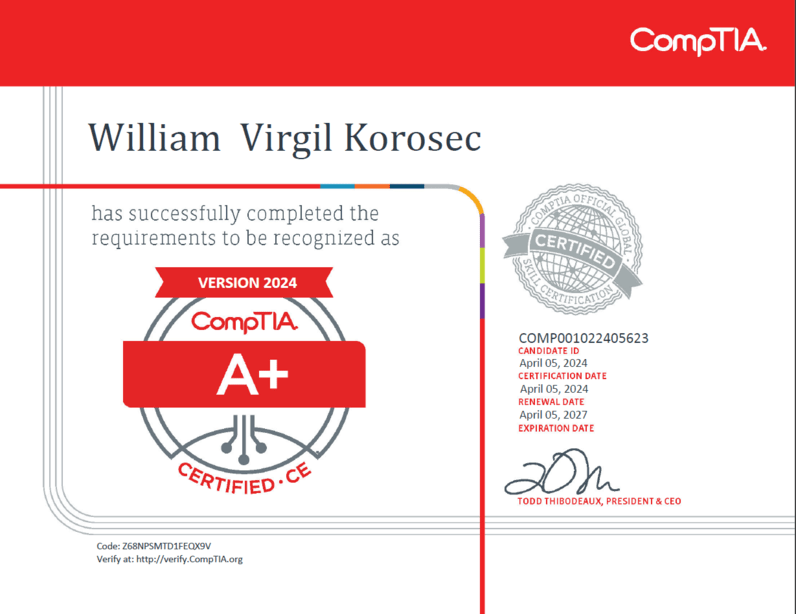 CompTIA.
William Virgil Korosec
has successfully completed the
requirements to be recognized as
VERSION 2024
CompTIA.
A+
CERTIFIED • CE
COMPTIA OFFICIAL GLOBAL
CERTIFIED
SKILL CERTIFICATION
COMP001022405623
CANDIDATE ID
April 05, 2024
CERTIFICATION DATE
April 05, 2024
RENEWAL DATE
April 05, 2027
EXPIRATION DATE
TODD THIBODEAUX, PRESIDENT & CEO
Code: Z68NPSMTD1FEQX9V
Verify at: http://verify.CompTIA.org